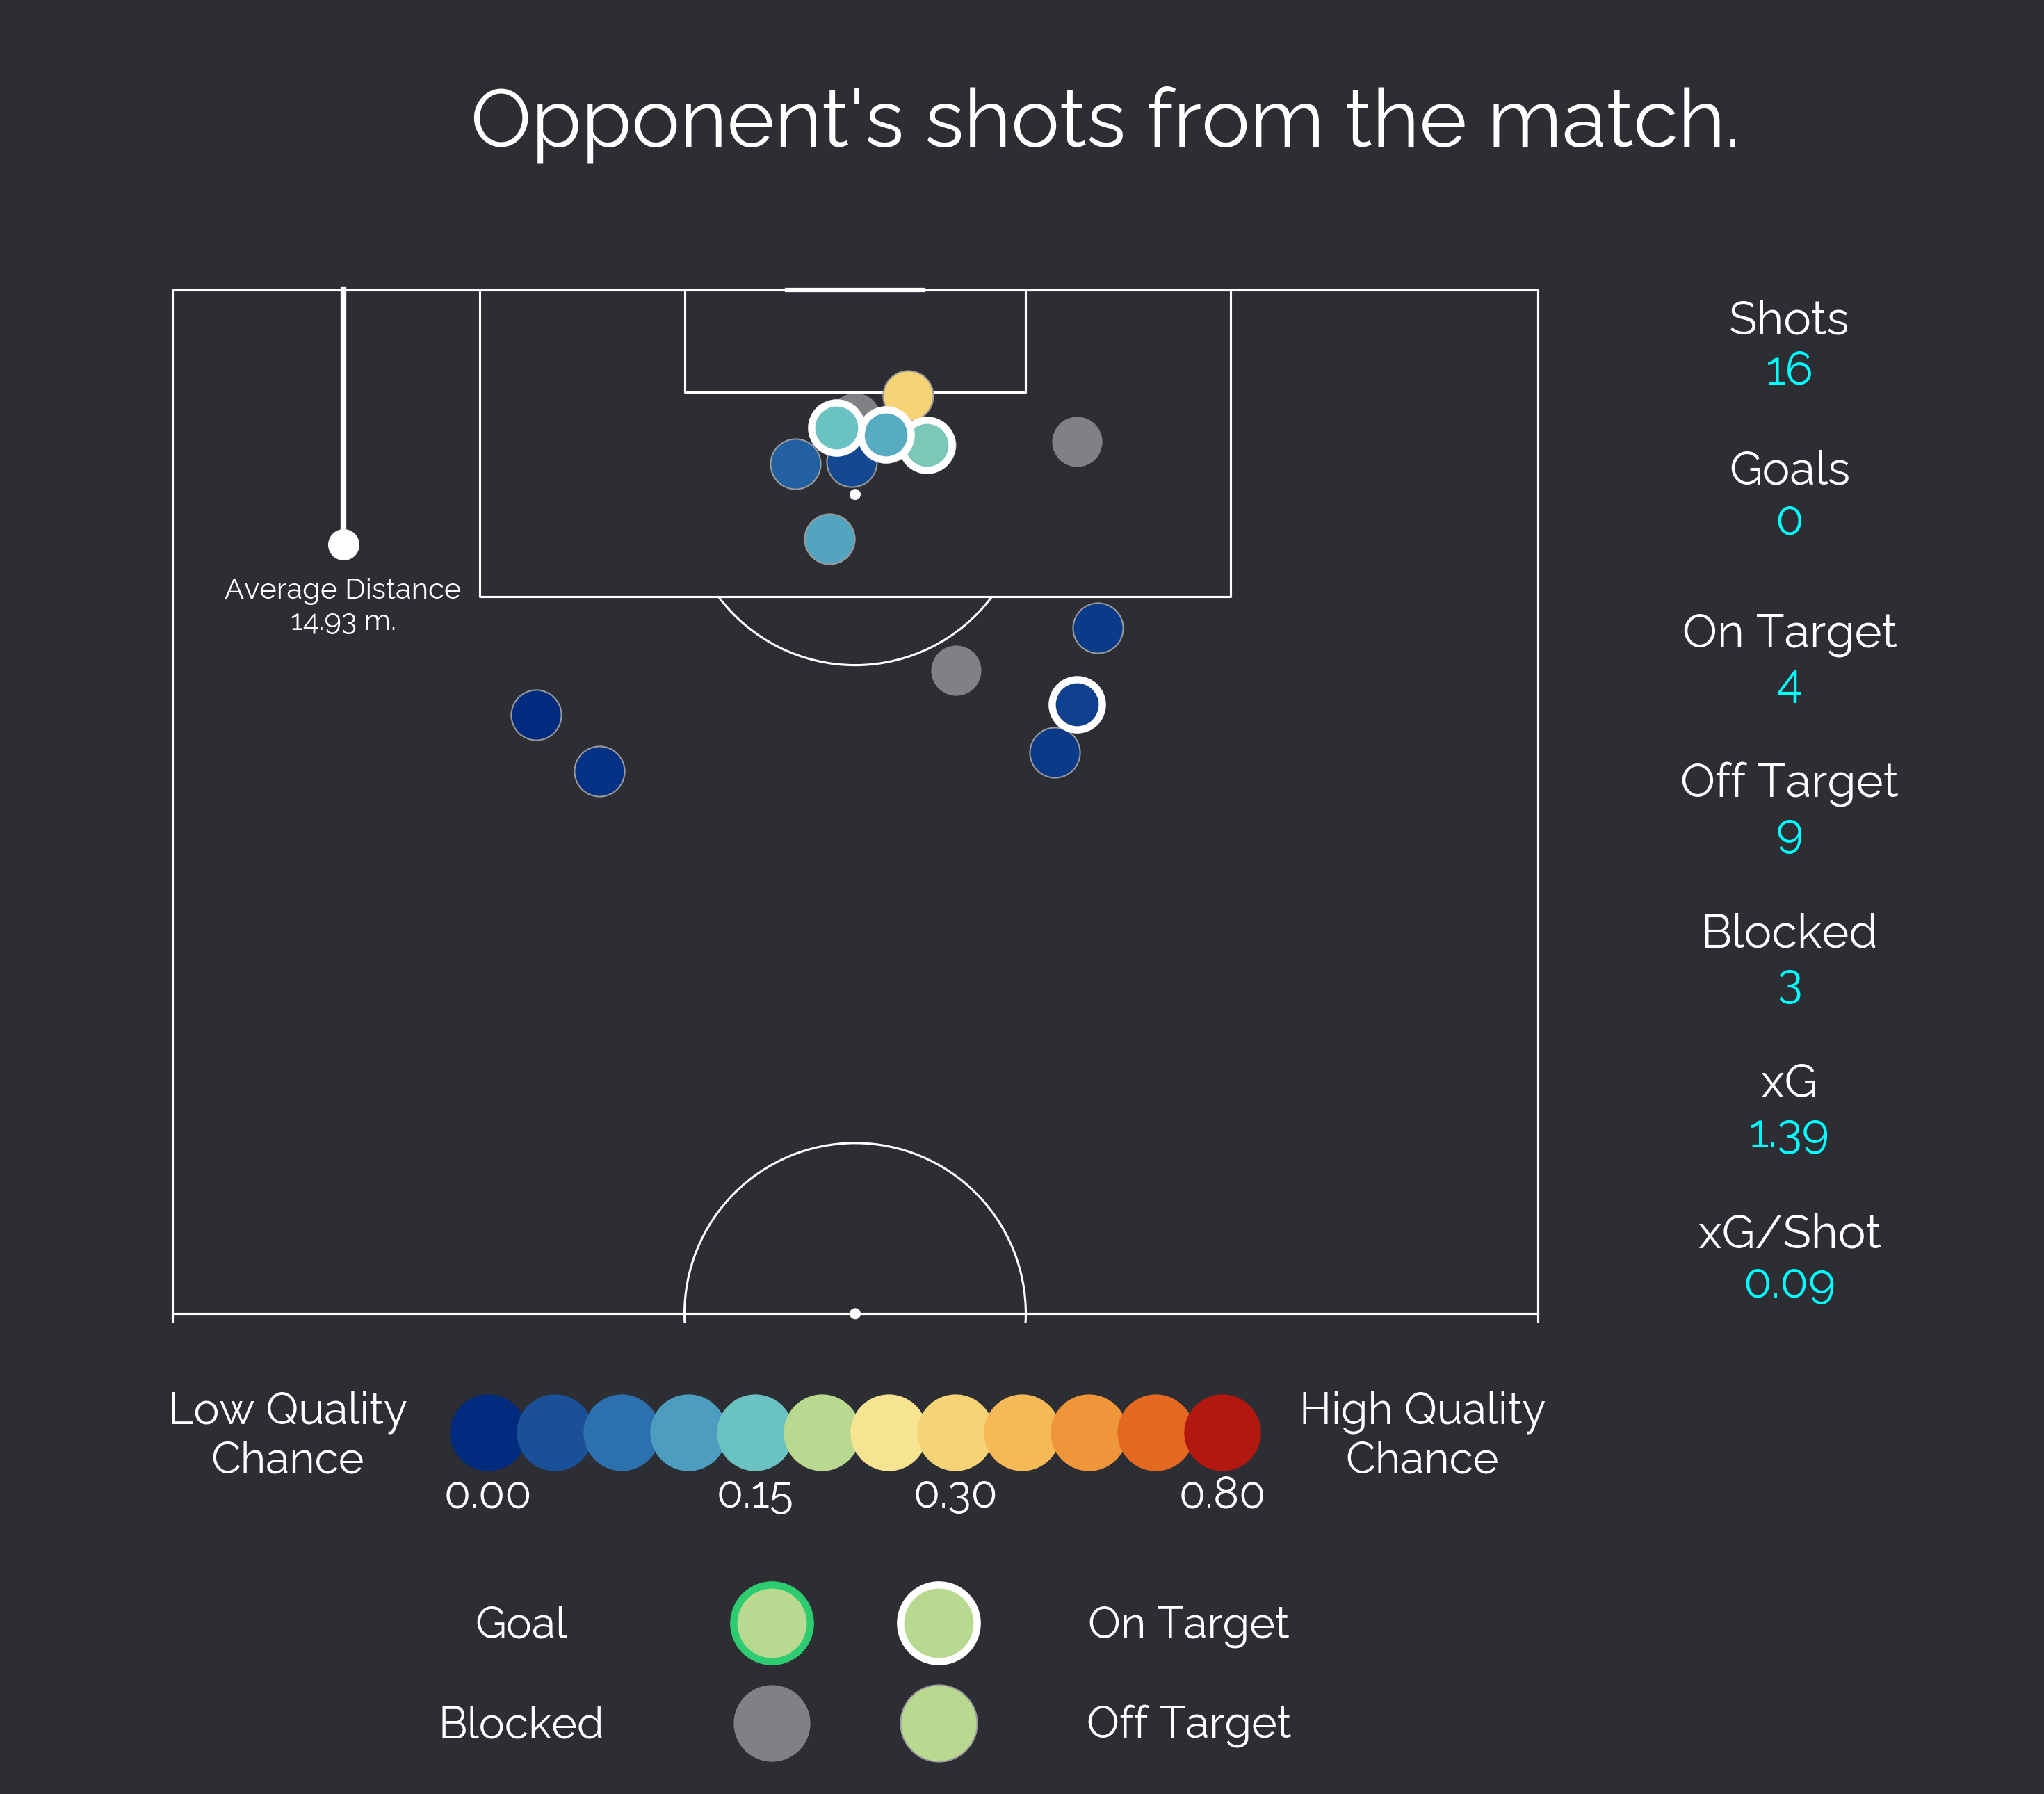 Opponent's shots from the match.
Average Distance
14.93 m.
Shots
16
Goals
0
On Target
4
Off Target
9
Blocked
3
xG
1.39
xG/Shot
0.09
Low Quality
Chance
0.00
0.15
0.30
0.80
High Quality
Chance
Goal
On Target
Blocked
Off Target